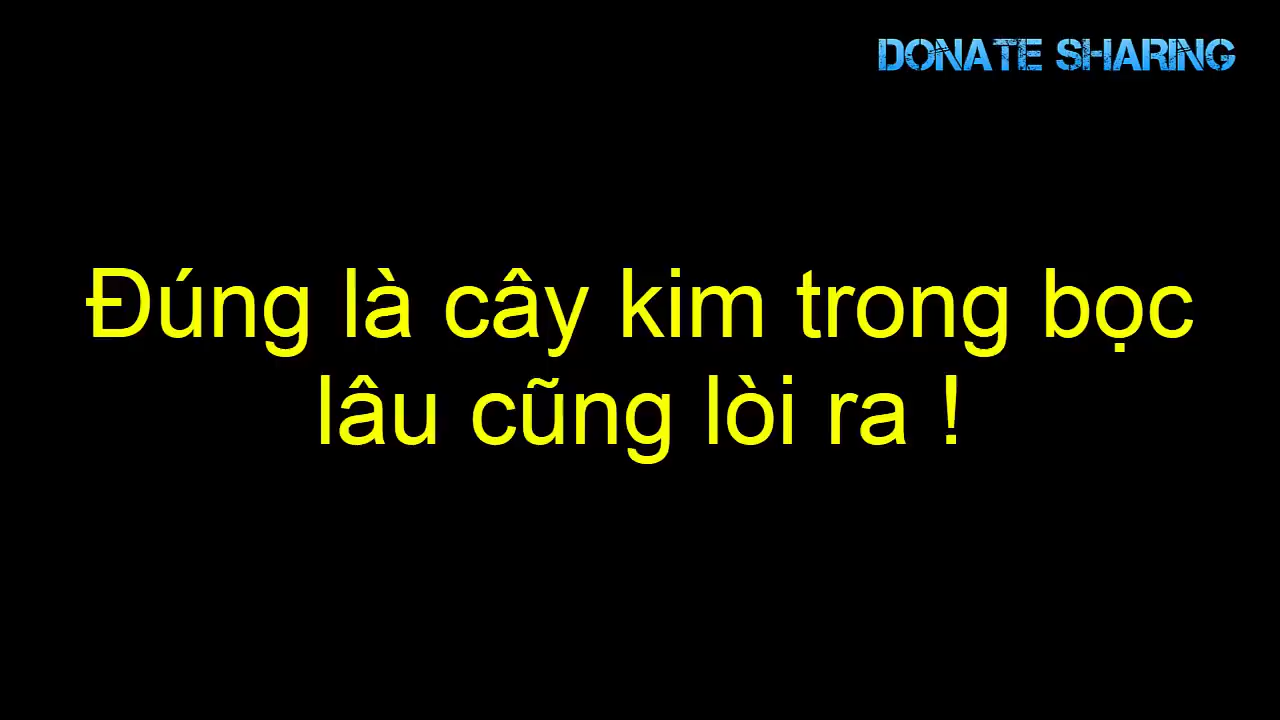 DONATE SHARING
Đúng là cây kim trong bọc
lâu cũng lòi ra !